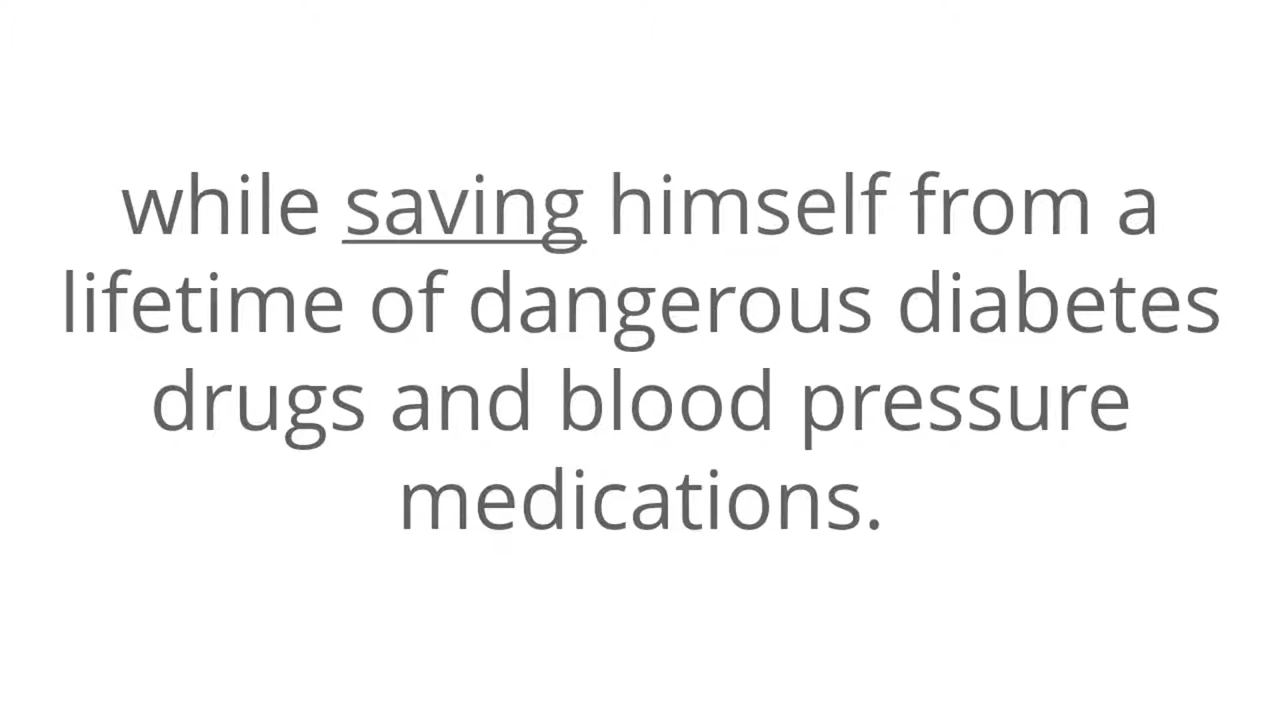 while saving himself from a
lifetime of dangerous diabetes
drugs and blood pressure
medications.